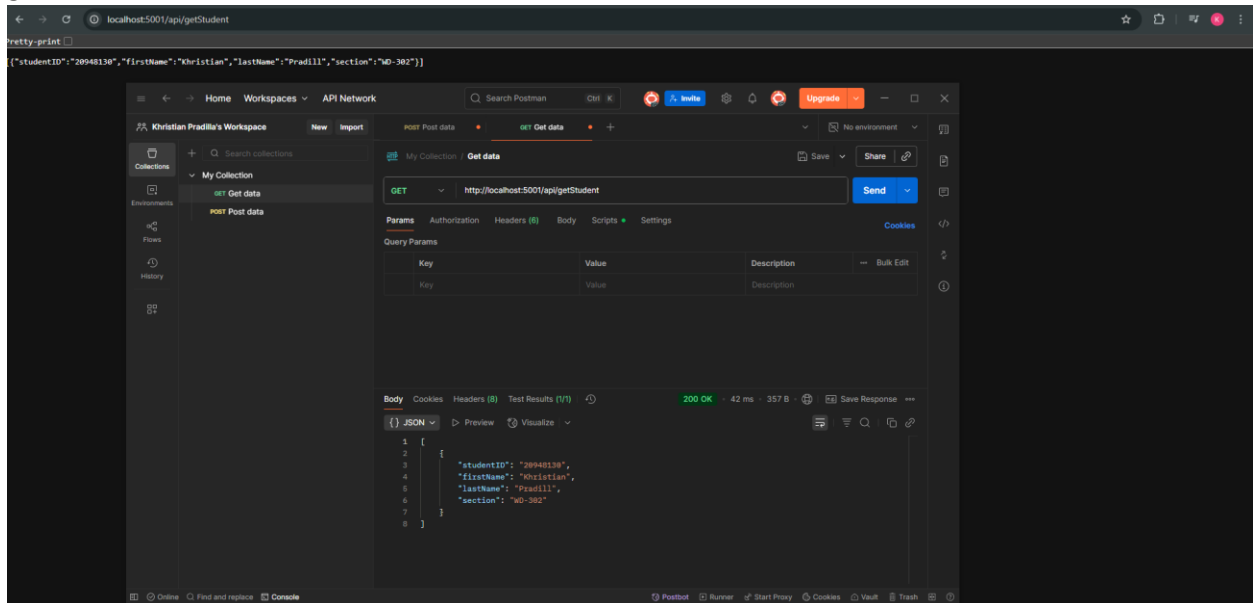 localhost:5001/api/getStudent
Pretty-print
[{"studentID":"20948130","firstName":"Khristian","lastName":"Pradill","section":"WD-302"}]
Home Workspaces API Network Search Postman Ctrl K Invite Upgrade
Khristian Pradilla's Workspace New Import POST Post data GET Get data No environment
Collections Search collections My Collection / Get data Save Share
My Collection
GET Get data GET http://localhost:5001/api/getStudent Send
Environments
POST Post data
Params Authorization Headers (6) Body Scripts Settings Cookies
Flows
Query Params
Key Value Description Bulk Edit
History
Key Value Description
Body Cookies Headers (8) Test Results (1/1) 200 OK · 42 ms · 357 B · Save Response
{} JSON Preview Visualize
1 [
2 {
3 "studentID": "20948130",
4 "firstName": "Khristian",
5 "lastName": "Pradill",
6 "section": "WD-302"
7 }
8 ]
Online Find and replace Console Postbot Runner Start Proxy Cookies Vault Trash